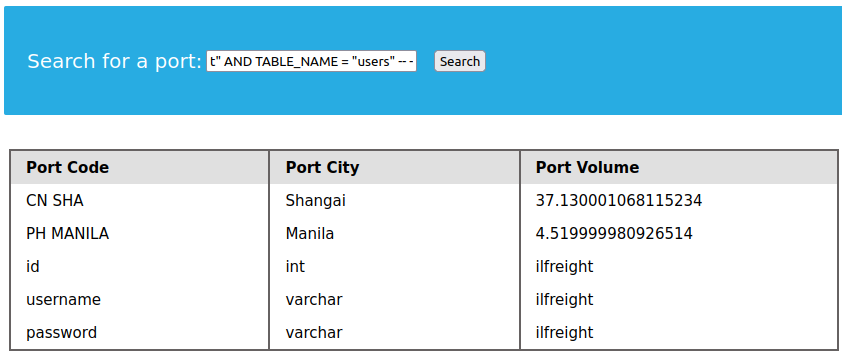 Search for a port: t" AND TABLE_NAME = "users" -- - Search
Port Code Port City Port Volume
CN SHA Shangai 37.130001068115234
PH MANILA Manila 4.519999980926514
id int ilfreight
username varchar ilfreight
password varchar ilfreight